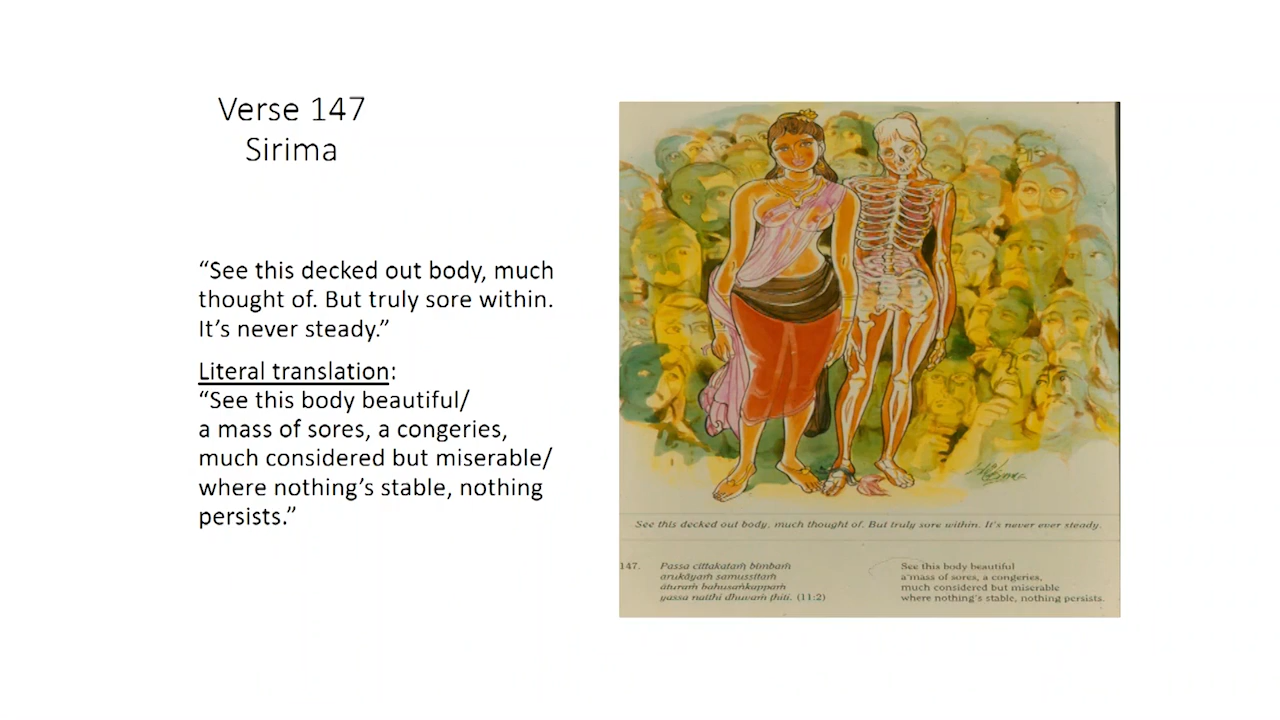 Verse 147
Sirima
“See this decked out body, much
thought of. But truly sore within.
It’s never steady.”
Literal translation:
“See this body beautiful/
a mass of sores, a congeries,
much considered but miserable/
where nothing’s stable, nothing
persists.”
See this decked out body, much thought of. But truly sore within. It's never ever steady.
147. Passa cittakataṁ bimbaṁ
arukāyaṁ samussitaṁ
āturaṁ bahusaṅkappaṁ
yassa natthi dhuvaṁ ṭhiti. (11:2)
See this body beautiful
a mass of sores, a congeries,
much considered but miserable
where nothing's stable, nothing persists.